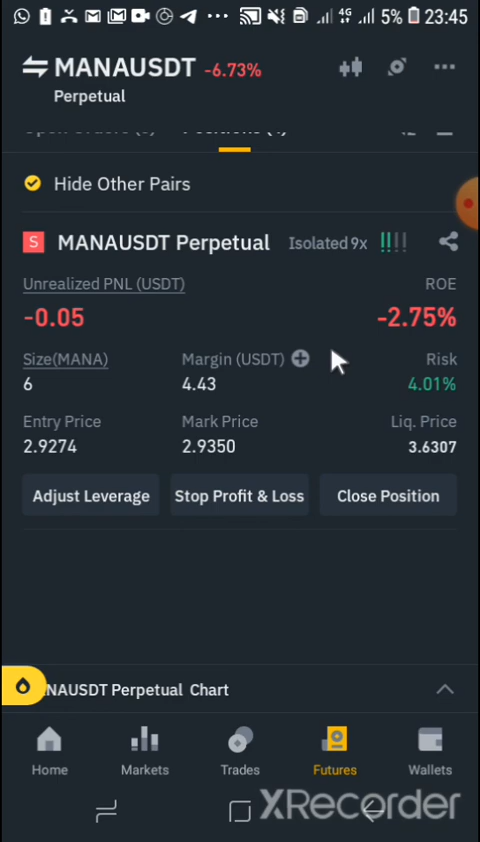 4G 5% 23:45
MANAUSDT -6.73%
Perpetual
Hide Other Pairs
S MANAUSDT Perpetual Isolated 9x
Unrealized PNL (USDT) ROE
-0.05 -2.75%
Size(MANA) Margin (USDT) Risk
6 4.43 4.01%
Entry Price Mark Price Liq. Price
2.9274 2.9350 3.6307
Adjust Leverage Stop Profit & Loss Close Position
NAUSDT Perpetual Chart
Home Markets Trades Futures Wallets
XRecorder